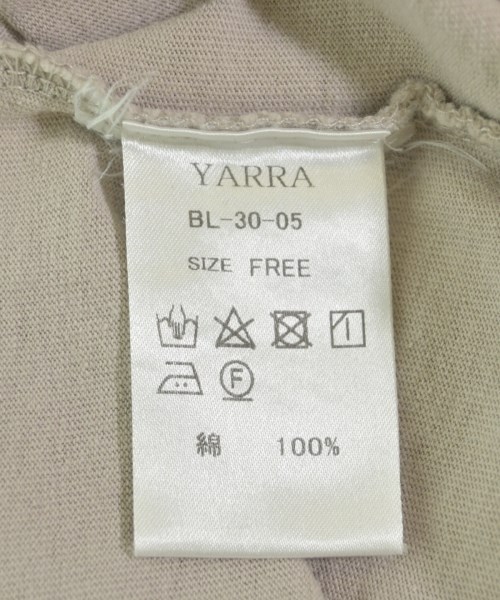 YARRA
BL-30-05
SIZE FREE
F
綿 100%